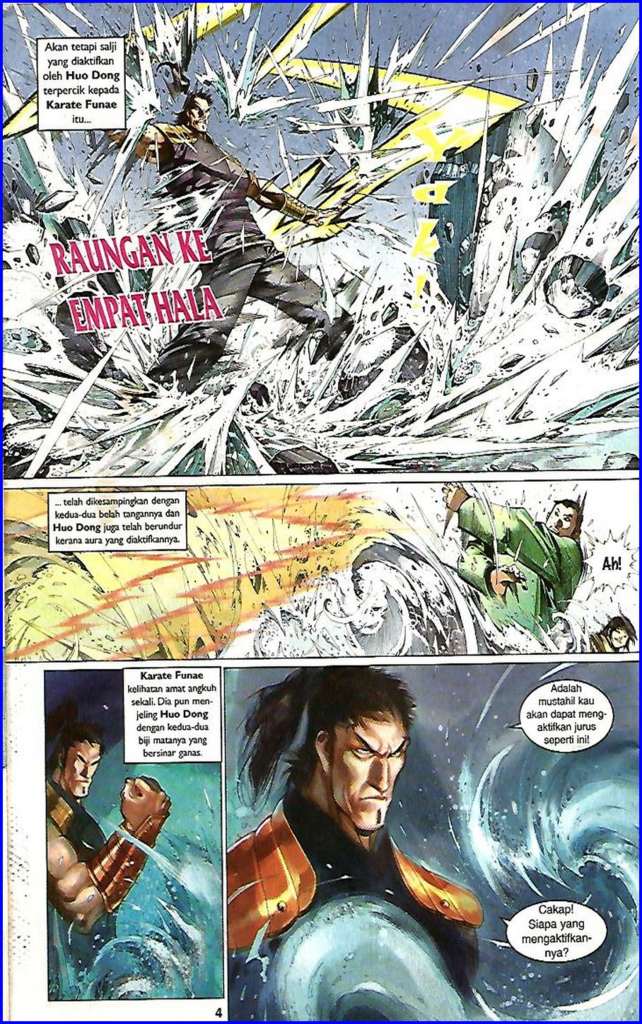 Akan tetapi salji
yang diaktifkan
oleh Huo Dong
terpercik kepada
Karate Funae
itu...
Yaak!
RAUNGAN KE
EMPAT HALA
... telah dikesampingkan dengan
kedua-dua belah tangannya dan
Huo Dong juga telah berundur
kerana aura yang diaktifkannya.
Ah!
Karate Funae
kelihatan amat angkuh
sekali. Dia pun men-
jeling Huo Dong
dengan kedua-dua
biji matanya yang
bersinar ganas.
Adalah
mustahil kau
akan dapat meng-
aktifkan jurus
seperti ini!
Cakap!
Siapa yang
mengaktifkan-
nya?
4